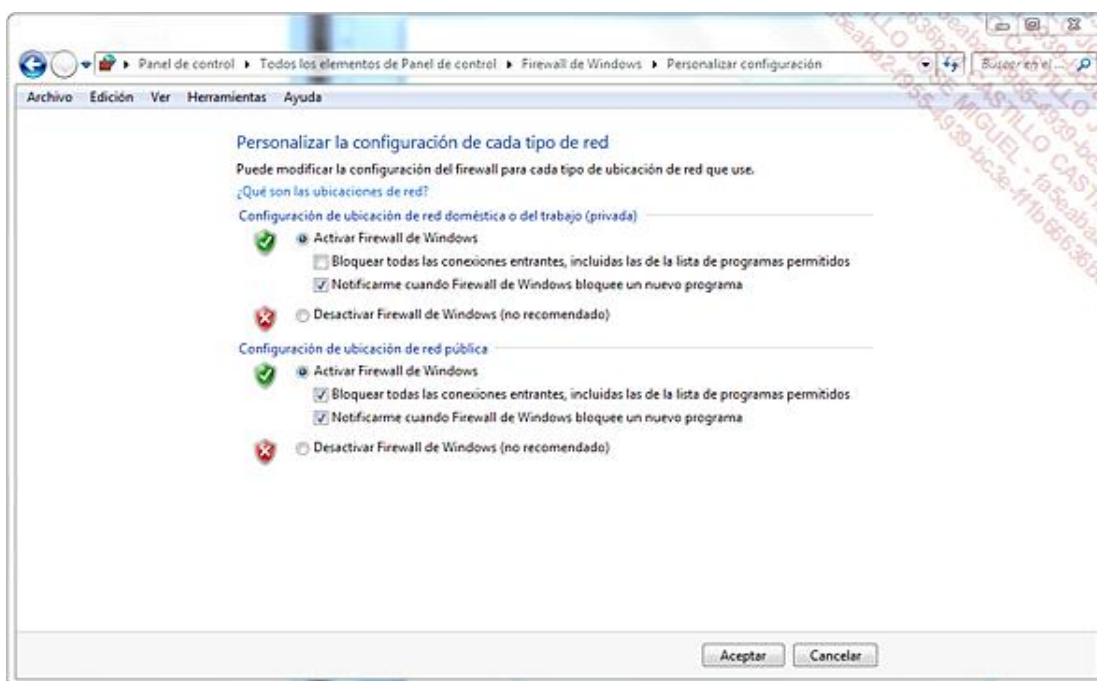 Panel de control ▸ Todos los elementos de Panel de control ▸ Firewall de Windows ▸ Personalizar configuración
Buscar en el ...
Archivo Edición Ver Herramientas Ayuda
Personalizar la configuración de cada tipo de red
Puede modificar la configuración del firewall para cada tipo de ubicación de red que use.
¿Qué son las ubicaciones de red?
Configuración de ubicación de red doméstica o del trabajo (privada)
Activar Firewall de Windows
Bloquear todas las conexiones entrantes, incluidas las de la lista de programas permitidos
Notificarme cuando Firewall de Windows bloquee un nuevo programa
Desactivar Firewall de Windows (no recomendado)
Configuración de ubicación de red pública
Activar Firewall de Windows
Bloquear todas las conexiones entrantes, incluidas las de la lista de programas permitidos
Notificarme cuando Firewall de Windows bloquee un nuevo programa
Desactivar Firewall de Windows (no recomendado)
Aceptar Cancelar